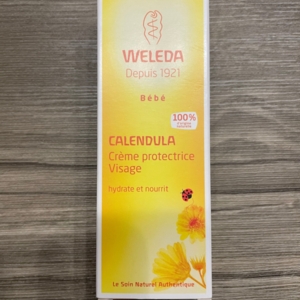 WELEDA
Depuis 1921
Bébé
100%
CALENDULA
Crème protectrice
Visage
hydrate et nourrit
Le Soin Naturel Authentique